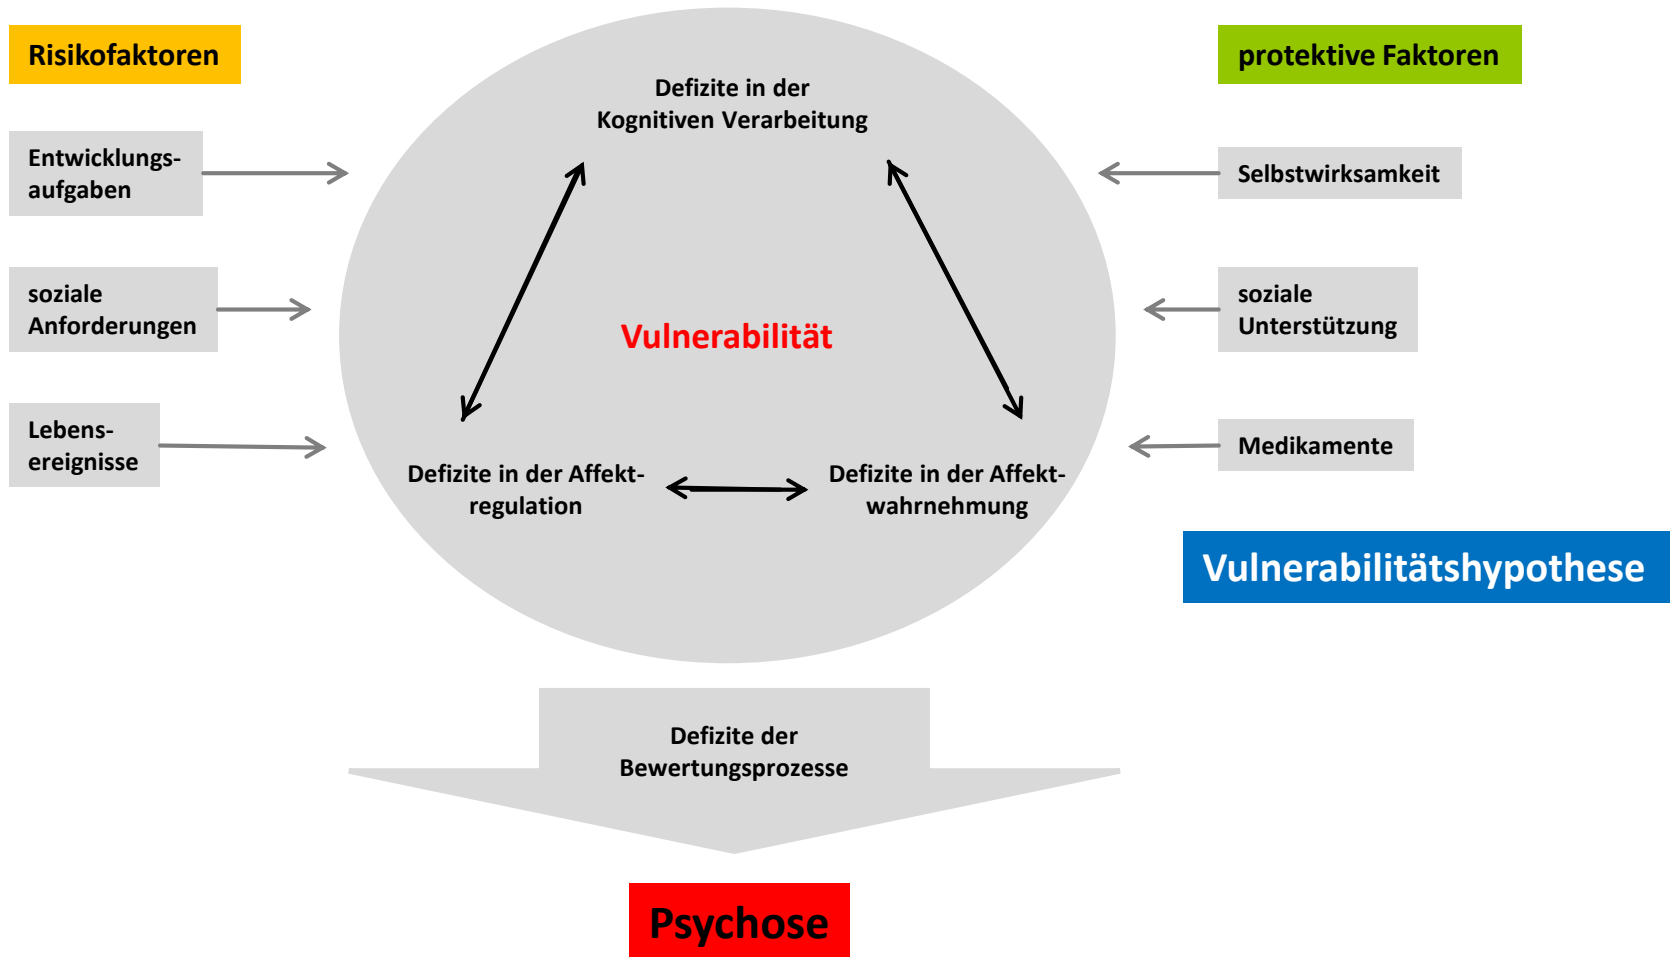 Risikofaktoren
protektive Faktoren
Defizite in der
Kognitiven Verarbeitung
Entwicklungs-
aufgaben
Selbstwirksamkeit
soziale
Anforderungen
soziale
Unterstützung
Vulnerabilität
Lebens-
ereignisse
Medikamente
Defizite in der Affekt-
regulation
Defizite in der Affekt-
wahrnehmung
Vulnerabilitätshypothese
Defizite der
Bewertungsprozesse
Psychose